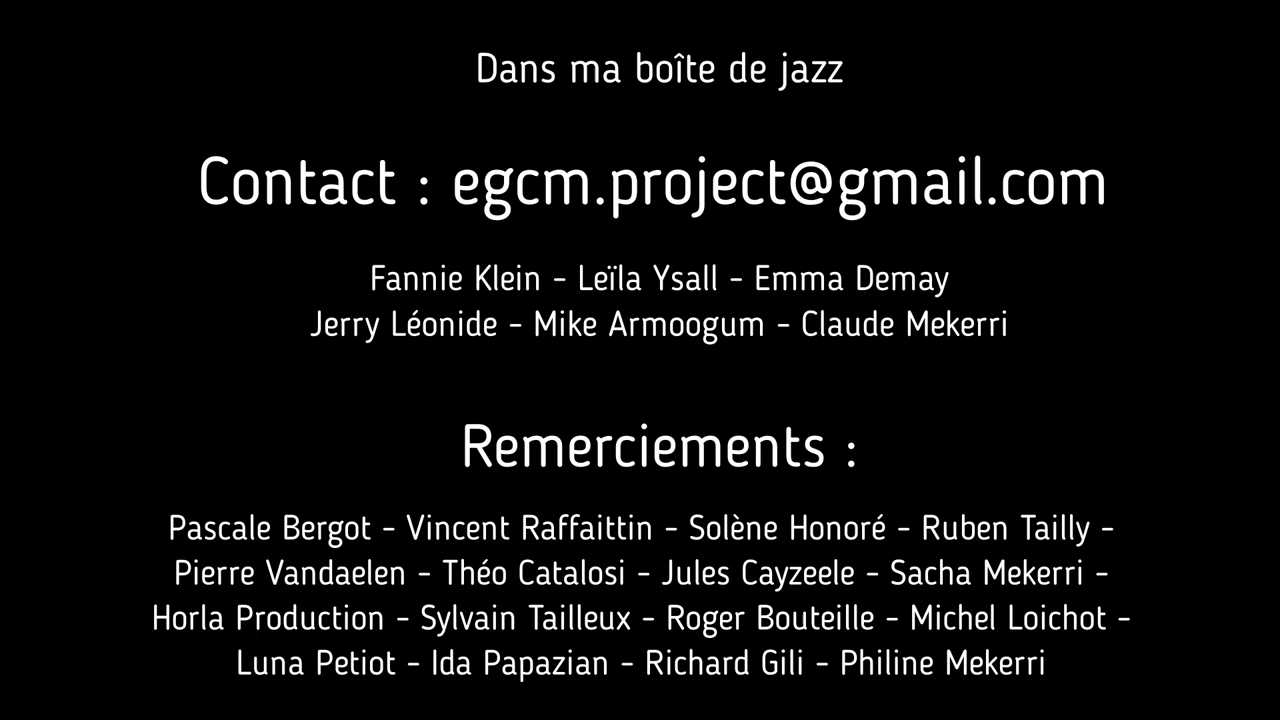 Dans ma boîte de jazz
Contact : egcm.project@gmail.com
Fannie Klein - Leïla Ysall - Emma Demay
Jerry Léonide - Mike Armoogum - Claude Mekerri
Remerciements :
Pascale Bergot - Vincent Raffaittin - Solène Honoré - Ruben Tailly -
Pierre Vandaelen - Théo Catalosi - Jules Cayzeele - Sacha Mekerri -
Horla Production - Sylvain Tailleux - Roger Bouteille - Michel Loichot -
Luna Petiot - Ida Papazian - Richard Gili - Philine Mekerri